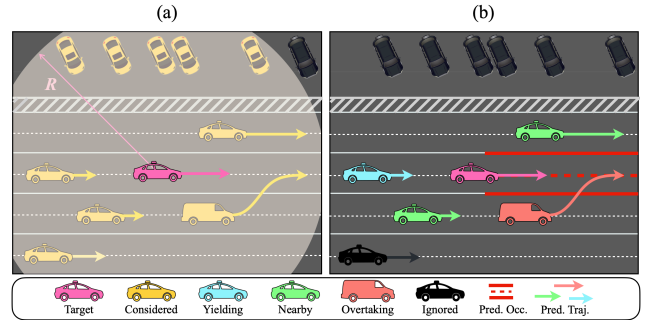 (a) (b)
R
Target Considered Yielding Nearby Overtaking Ignored Pred. Occ. Pred. Traj.